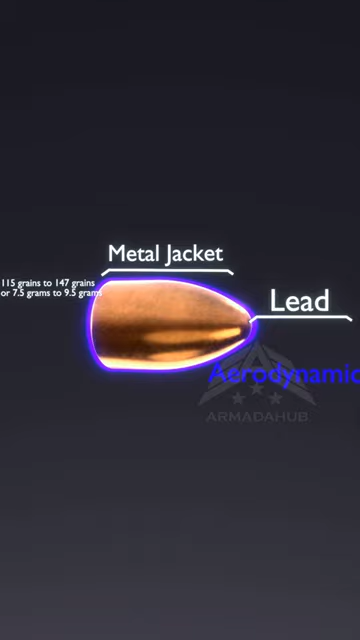 Metal Jacket
115 grains to 147 grains
or 7.5 grams to 9.5 grams
Lead
Aerodynamic
ARMADAHUB